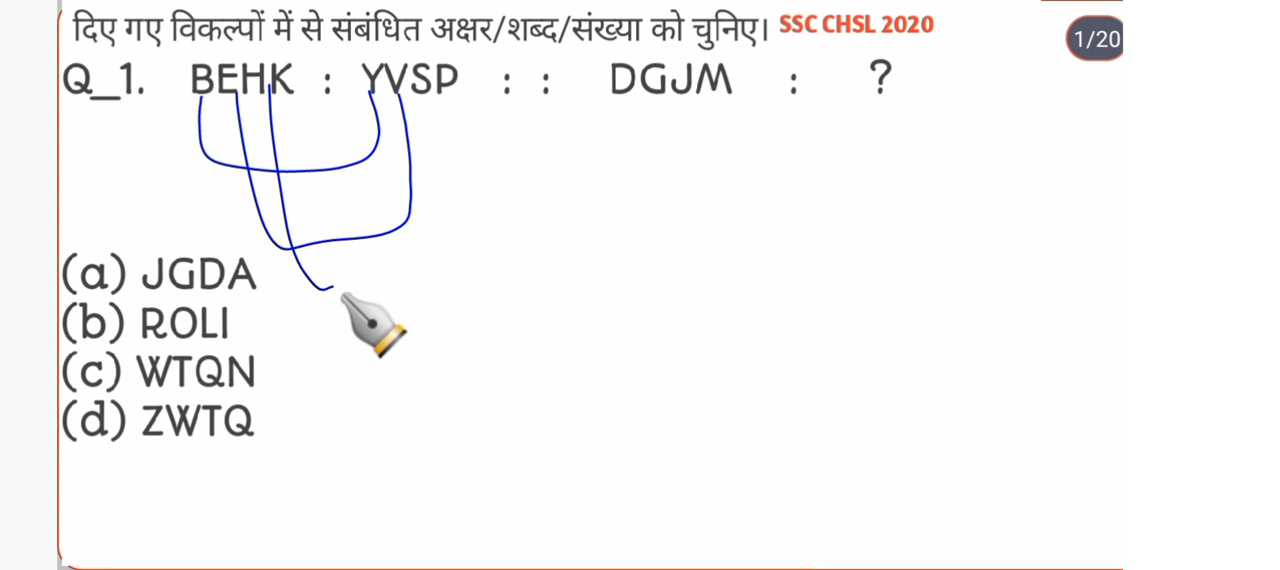 दिए गए विकल्पों में से संबंधित अक्षर/शब्द/संख्या को चुनिए। SSC CHSL 2020
1/20
Q_1. BEHK : YVSP : : DGJM : ?
(a) JGDA
(b) ROLI
(c) WTQN
(d) ZWTQ